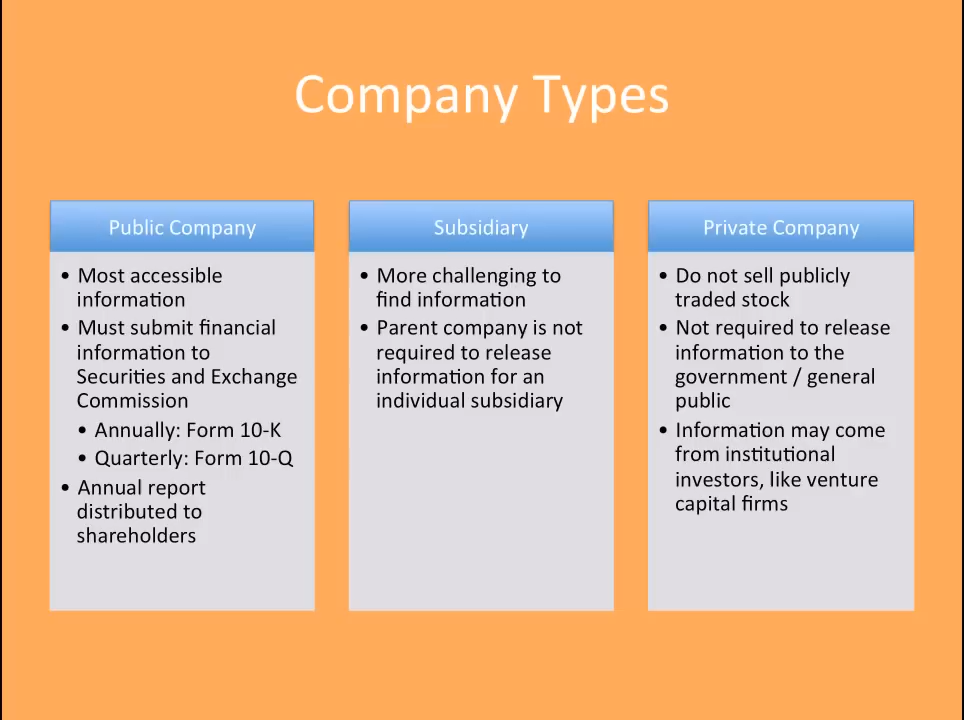 Company Types
Public Company
• Most accessible
information
• Must submit financial
information to
Securities and Exchange
Commission
• Annually: Form 10-K
• Quarterly: Form 10-Q
• Annual report
distributed to
shareholders
Subsidiary
• More challenging to
find information
• Parent company is not
required to release
information for an
individual subsidiary
Private Company
• Do not sell publicly
traded stock
• Not required to release
information to the
government / general
public
• Information may come
from institutional
investors, like venture
capital firms